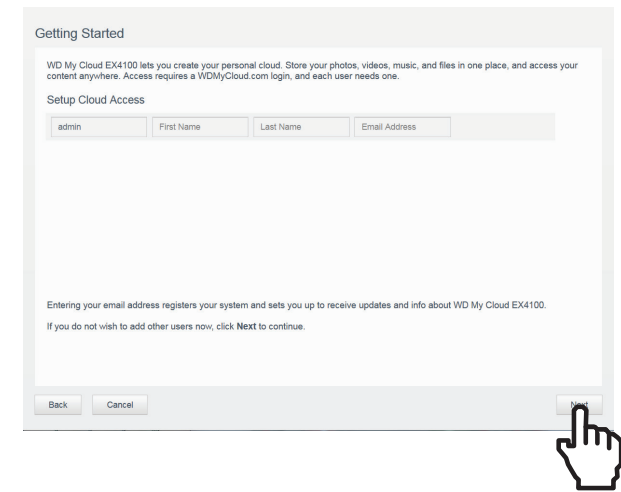 Getting Started
WD My Cloud EX4100 lets you create your personal cloud. Store your photos, videos, music, and files in one place, and access your
content anywhere. Access requires a WDMyCloud.com login, and each user needs one.
Setup Cloud Access
admin First Name Last Name Email Address
Entering your email address registers your system and sets you up to receive updates and info about WD My Cloud EX4100.
If you do not wish to add other users now, click Next to continue.
Back Cancel Next